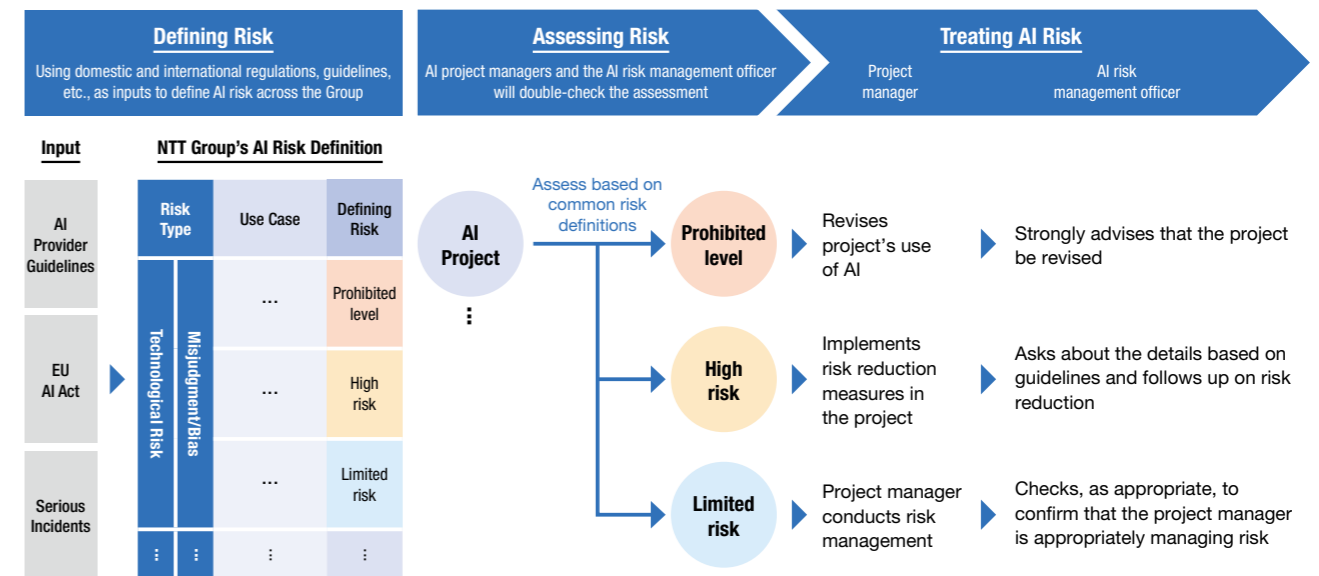 Defining Risk
Using domestic and international regulations, guidelines,
etc., as inputs to define AI risk across the Group
Assessing Risk
AI project managers and the AI risk management officer
will double-check the assessment
Treating AI Risk
Project
manager
AI risk
management officer
Input
AI
Provider
Guidelines
EU
AI Act
Serious
Incidents
NTT Group's AI Risk Definition
Risk
Type
Use Case
Defining
Risk
Technological Risk
Misjudgment/Bias
...
Prohibited
level
...
High
risk
...
Limited
risk
⋮
⋮
⋮
⋮
AI
Project
⋮
Assess based on
common risk
definitions
Prohibited
level
Revises
project's use
of AI
Strongly advises that the project
be revised
High
risk
Implements
risk reduction
measures in
the project
Asks about the details based on
guidelines and follows up on risk
reduction
Limited
risk
Project manager
conducts risk
management
Checks, as appropriate, to
confirm that the project manager
is appropriately managing risk